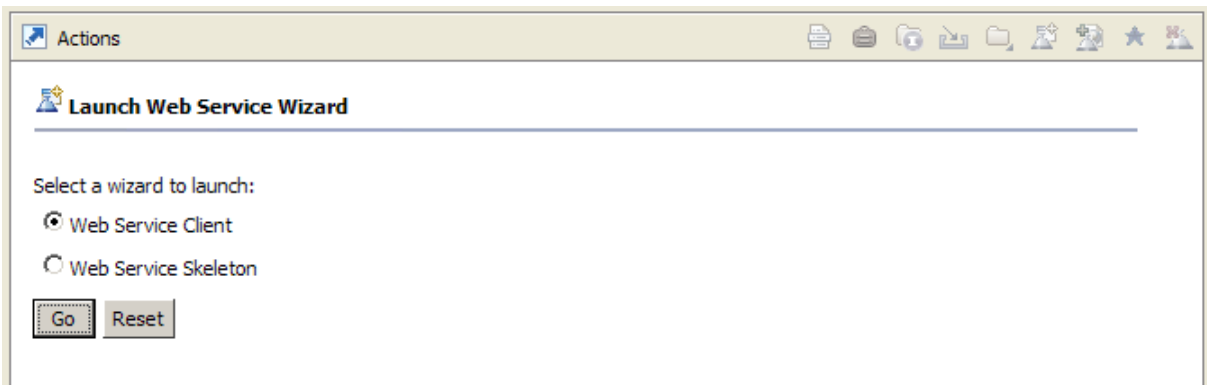 Actions
Launch Web Service Wizard
Select a wizard to launch:
Web Service Client
Web Service Skeleton
Go Reset